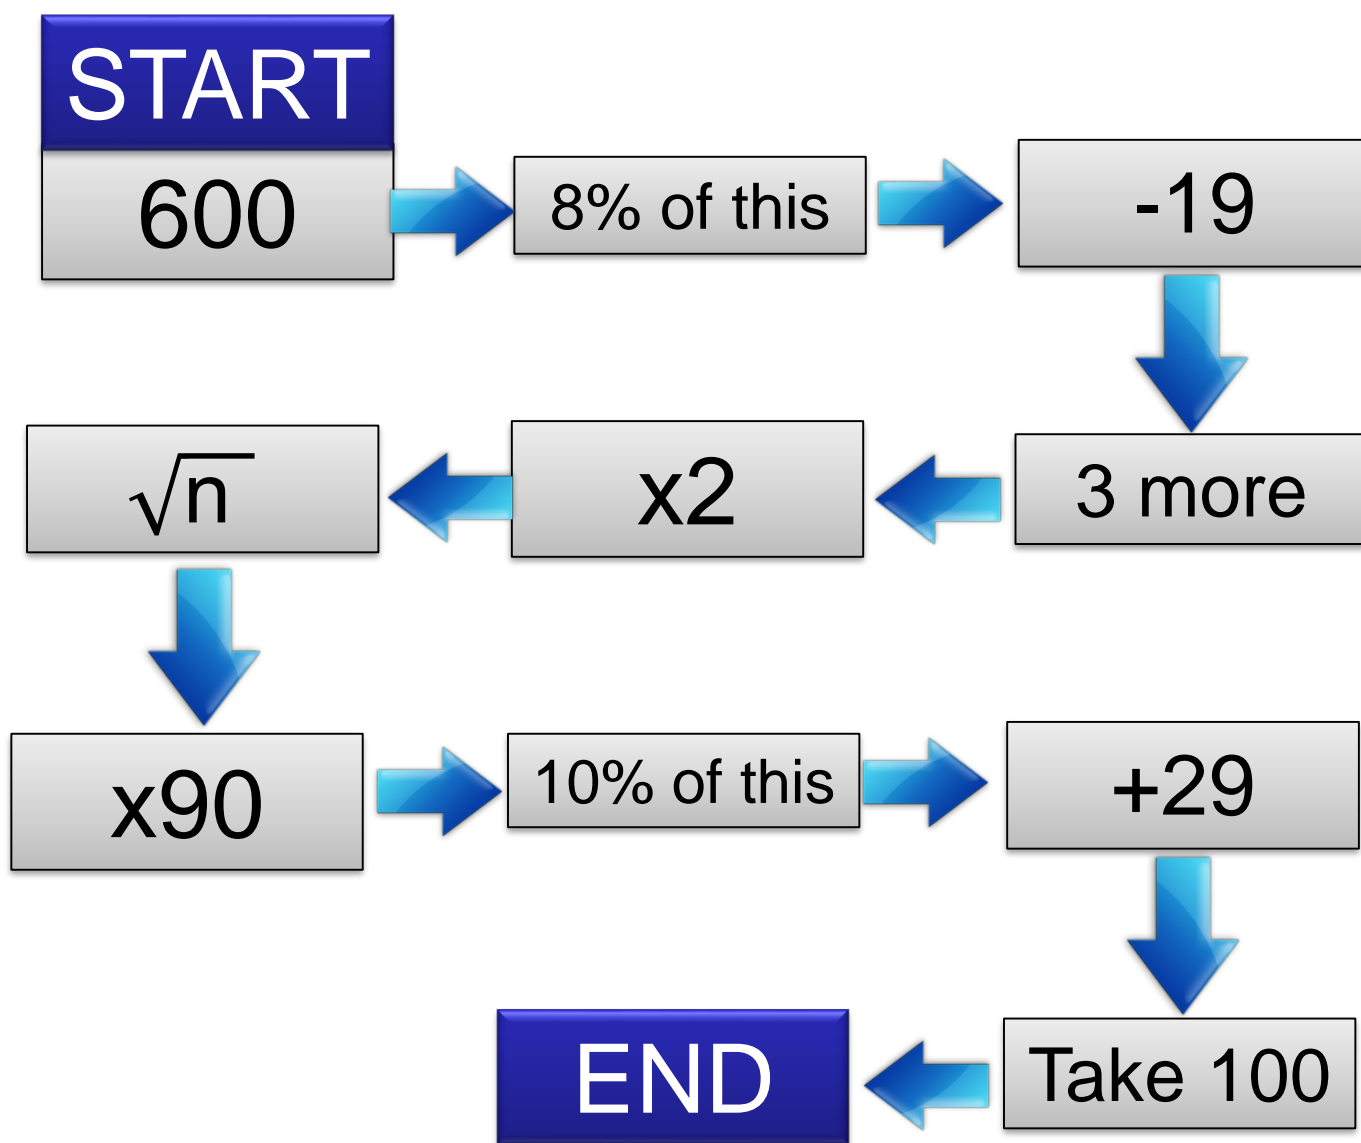 START
600
8% of this
-19
3 more
x2
√n
x90
10% of this
+29
Take 100
END